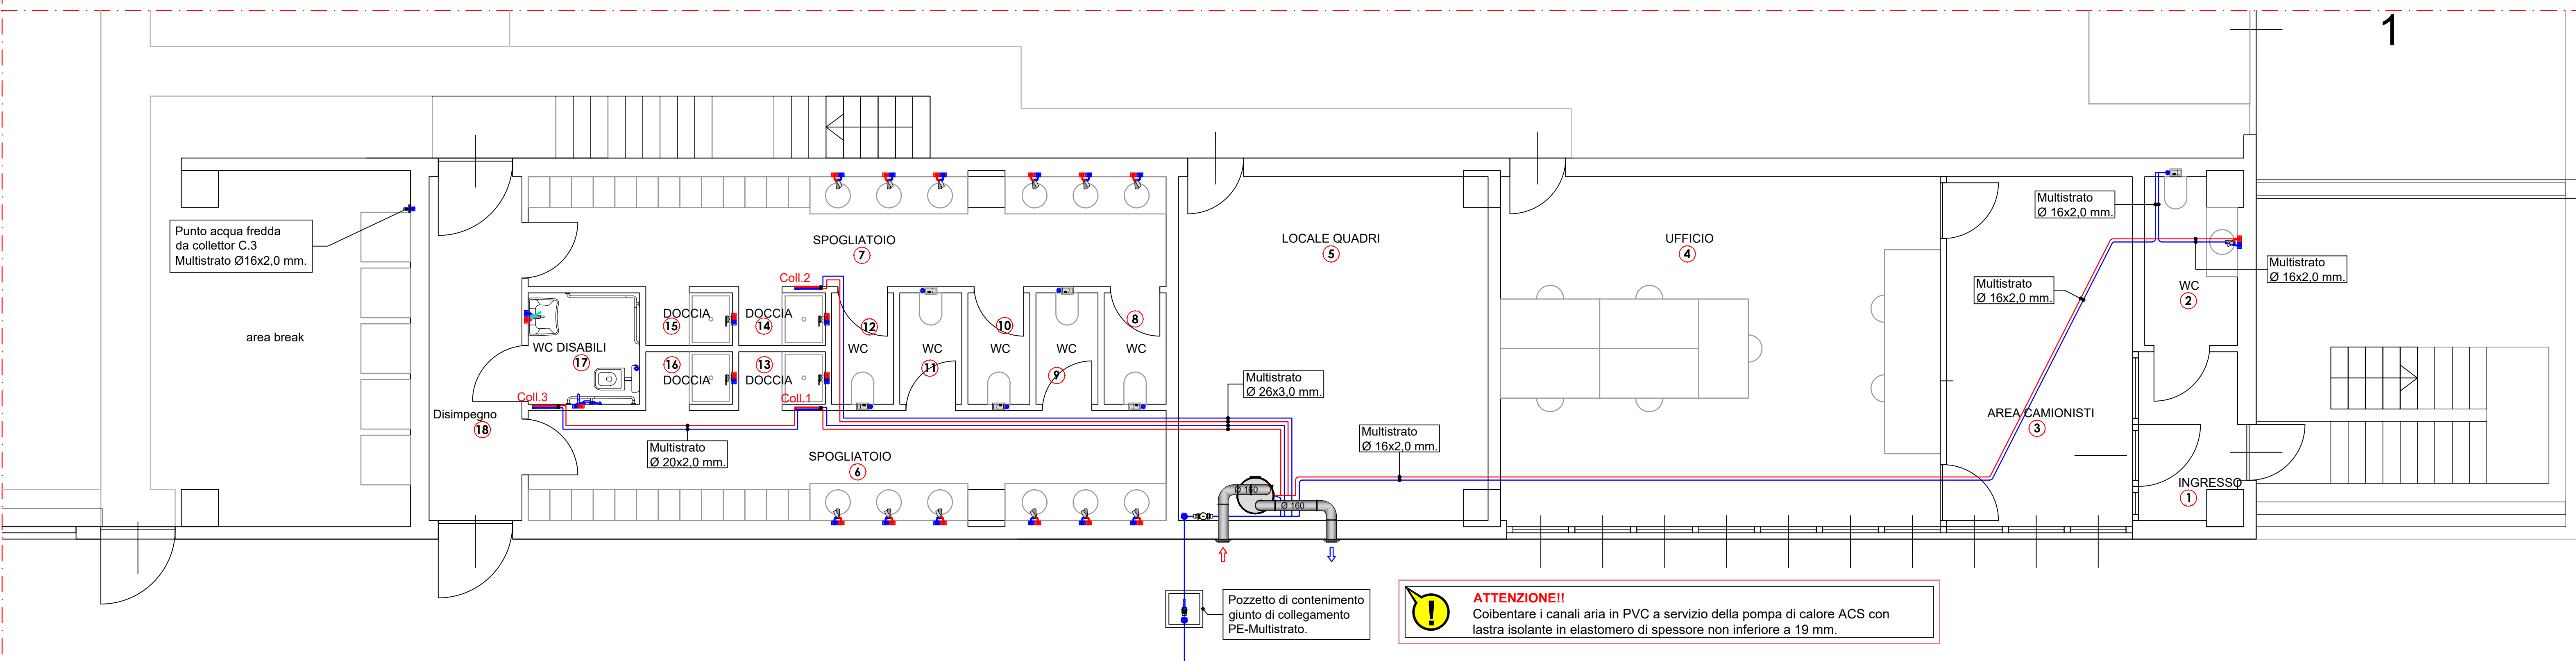 1
Punto acqua fredda
da collettor C.3
Multistrato Ø16x2,0 mm.
area break
Disimpegno
18
SPOGLIATOIO
7
Coll.2
DOCCIA
15
DOCCIA
14
16
DOCCIA
13
DOCCIA
WC DISABILI
17
Coll.3
Coll.1
12
WC
WC
11
10
WC
WC
9
8
WC
Multistrato
Ø 20x2,0 mm.
SPOGLIATOIO
6
LOCALE QUADRI
5
Multistrato
Ø 26x3,0 mm.
Multistrato
Ø 16x2,0 mm.
Ø 160
Ø 160
UFFICIO
4
Multistrato
Ø 16x2,0 mm.
Multistrato
Ø 16x2,0 mm.
Multistrato
Ø 16x2,0 mm.
WC
2
AREA CAMIONISTI
3
INGRESSO
1
Pozzetto di contenimento
giunto di collegamento
PE-Multistrato.
!
ATTENZIONE!!
Coibentare i canali aria in PVC a servizio della pompa di calore ACS con
lastra isolante in elastomero di spessore non inferiore a 19 mm.